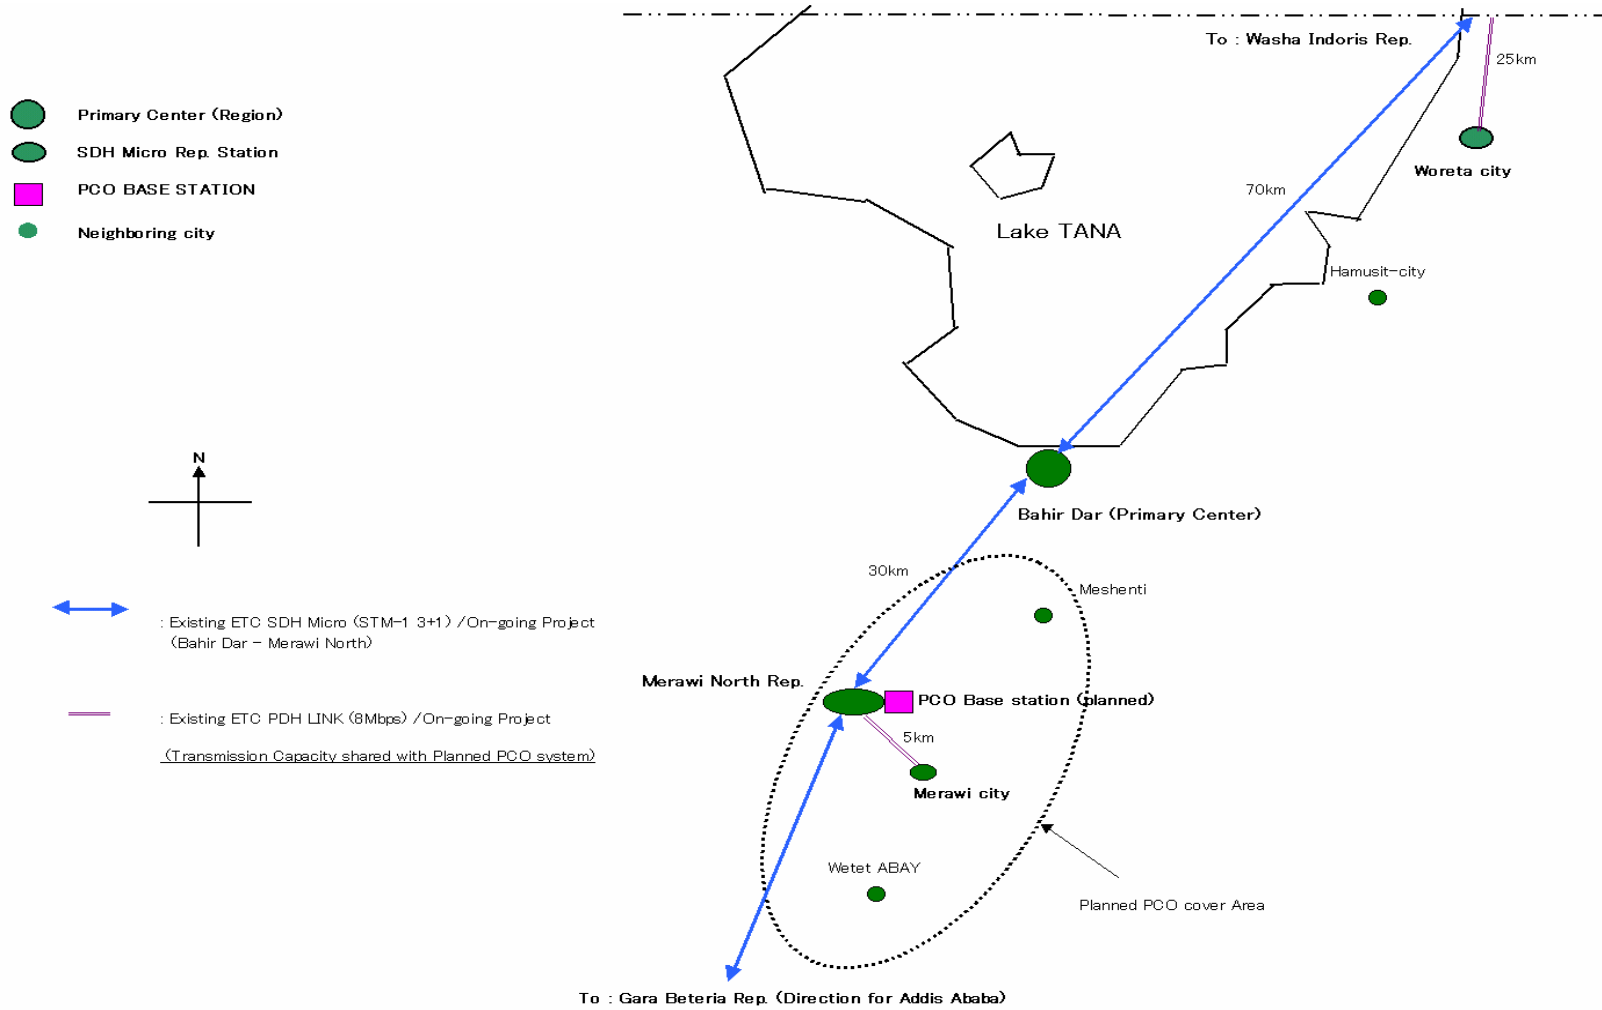 To : Washa Indoris Rep.
25km
Primary Center (Region)
SDH Micro Rep. Station
Woreta city
PCO BASE STATION
70km
Neighboring city
Lake TANA
Hamusit-city
N
Bahir Dar (Primary Center)
30km
Meshenti
: Existing ETC SDH Micro (STM-1 3+1) /On-going Project
(Bahir Dar - Merawi North)
Merawi North Rep.
PCO Base station (planned)
: Existing ETC PDH LINK (8Mbps) /On-going Project
5km
(Transmission Capacity shared with Planned PCO system)
Merawi city
Wetet ABAY
Planned PCO cover Area
To : Gara Beteria Rep. (Direction for Addis Ababa)